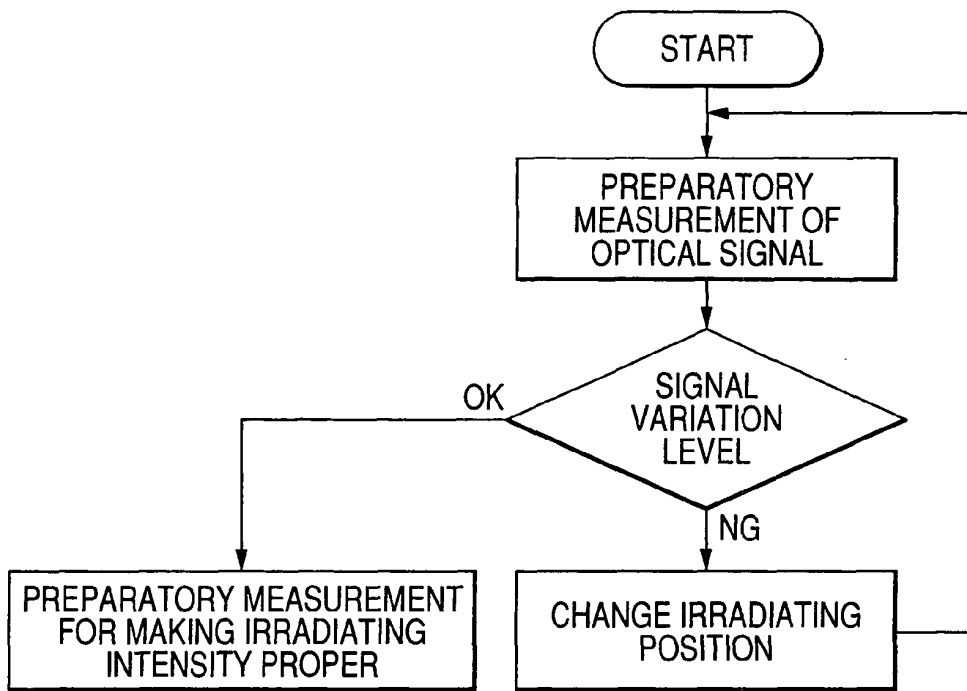 START
PREPARATORY
MEASUREMENT OF
OPTICAL SIGNAL
SIGNAL
VARIATION
LEVEL
OK
NG
PREPARATORY MEASUREMENT
FOR MAKING IRRADIATING
INTENSITY PROPER
CHANGE IRRADIATING
POSITION